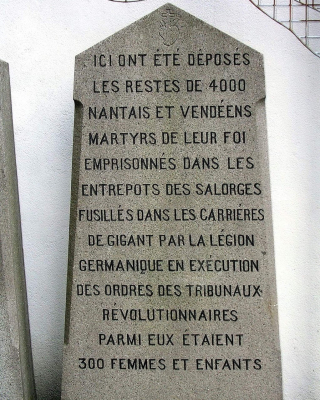 ICI ONT ÉTÉ DÉPOSÉS
LES RESTES DE 4000
NANTAIS ET VENDÉENS
MARTYRS DE LEUR FOI
EMPRISONNÉS DANS LES
ENTREPOTS DES SALORGES
FUSILLÉS DANS LES CARRIÉRES
DE GIGANT PAR LA LÉGION
GERMANIQUE EN EXÉCUTION
DES ORDRES DES TRIBUNAUX
RÉVOLUTIONNAIRES
PARMI EUX ÉTAIENT
300 FEMMES ET ENFANTS